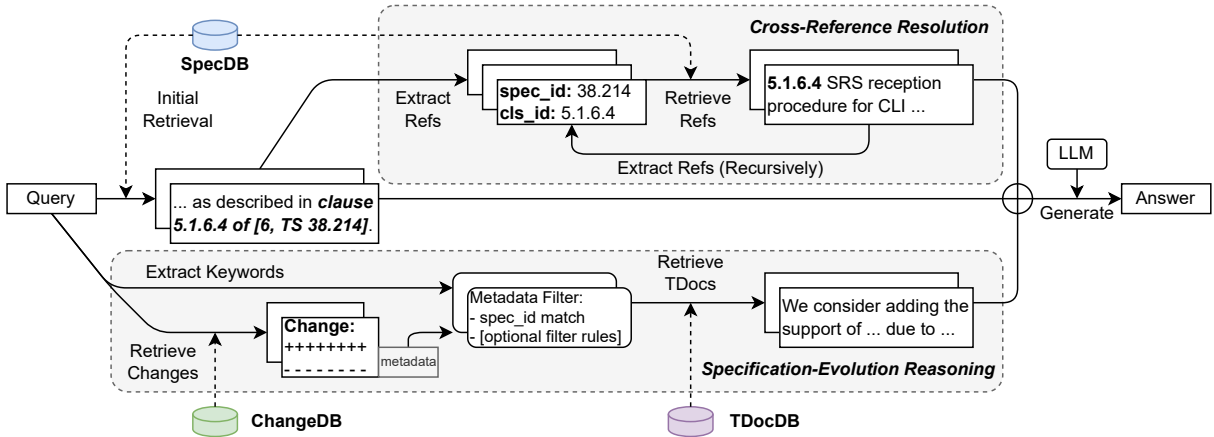 Cross-Reference Resolution
SpecDB
Initial
Retrieval
Extract
Refs
spec_id: 38.214
cls_id: 5.1.6.4
Retrieve
Refs
5.1.6.4 SRS reception
procedure for CLI ...
Extract Refs (Recursively)
LLM
Query
... as described in clause
5.1.6.4 of [6, TS 38.214].
Generate
Answer
Extract Keywords
Retrieve
TDocs
Metadata Filter:
- spec_id match
- [optional filter rules]
We consider adding the
support of ... due to ...
Change:
++++++++
- - - - - - - -
metadata
Retrieve
Changes
Specification-Evolution Reasoning
ChangeDB
TDocDB